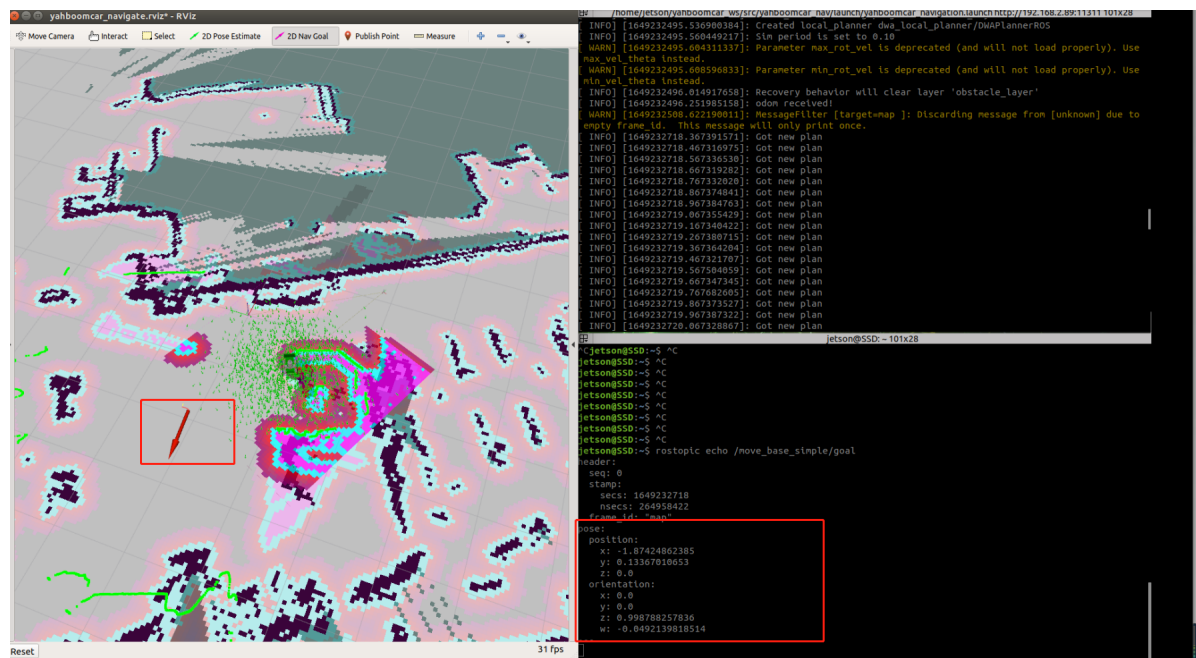 yahboomcar_navigate.rviz* - RViz
Move Camera Interact Select 2D Pose Estimate 2D Nav Goal Publish Point Measure
Reset
31 fps
/home/jetson/yahboomcar_ws/src/yahboomcar_nav/launch/yahboomcar_navigation.launch http://192.168.2.89:11311 101x28
INFO] [1649232495.536900384]: Created local_planner dwa_local_planner/DWAPlannerROS
INFO] [1649232495.560449217]: Sim period is set to 0.10
WARN] [1649232495.604311337]: Parameter max_rot_vel is deprecated (and will not load properly). Use
max_vel_theta instead.
WARN] [1649232495.608596833]: Parameter min_rot_vel is deprecated (and will not load properly). Use
min_vel_theta instead.
INFO] [1649232496.014917658]: Recovery behavior will clear layer 'obstacle_layer'
INFO] [1649232496.251985158]: odom received!
WARN] [1649232508.622190011]: MessageFilter [target=map ]: Discarding message from [unknown] due to
empty frame_id.  This message will only print once.
INFO] [1649232718.367391571]: Got new plan
INFO] [1649232718.467316975]: Got new plan
INFO] [1649232718.567336530]: Got new plan
INFO] [1649232718.667319282]: Got new plan
INFO] [1649232718.767332020]: Got new plan
INFO] [1649232718.867374841]: Got new plan
INFO] [1649232718.967384763]: Got new plan
INFO] [1649232719.067355429]: Got new plan
INFO] [1649232719.167340422]: Got new plan
INFO] [1649232719.267380715]: Got new plan
INFO] [1649232719.367364204]: Got new plan
INFO] [1649232719.467321707]: Got new plan
INFO] [1649232719.567504059]: Got new plan
INFO] [1649232719.667347345]: Got new plan
INFO] [1649232719.767682605]: Got new plan
INFO] [1649232719.867373527]: Got new plan
INFO] [1649232719.967387322]: Got new plan
INFO] [1649232720.067328867]: Got new plan
jetson@SSD: ~ 101x28
^Cjetson@SSD:~$ ^C
jetson@SSD:~$ ^C
jetson@SSD:~$ ^C
jetson@SSD:~$ ^C
jetson@SSD:~$ ^C
jetson@SSD:~$ ^C
jetson@SSD:~$ ^C
jetson@SSD:~$ ^C
jetson@SSD:~$ ^C
jetson@SSD:~$ rostopic echo /move_base_simple/goal
header:
seq: 0
stamp:
secs: 1649232718
nsecs: 264958422
frame_id: "map"
pose:
position:
x: -1.87424862385
y: 0.13367010653
z: 0.0
orientation:
x: 0.0
y: 0.0
z: 0.998788257836
w: -0.0492139818514